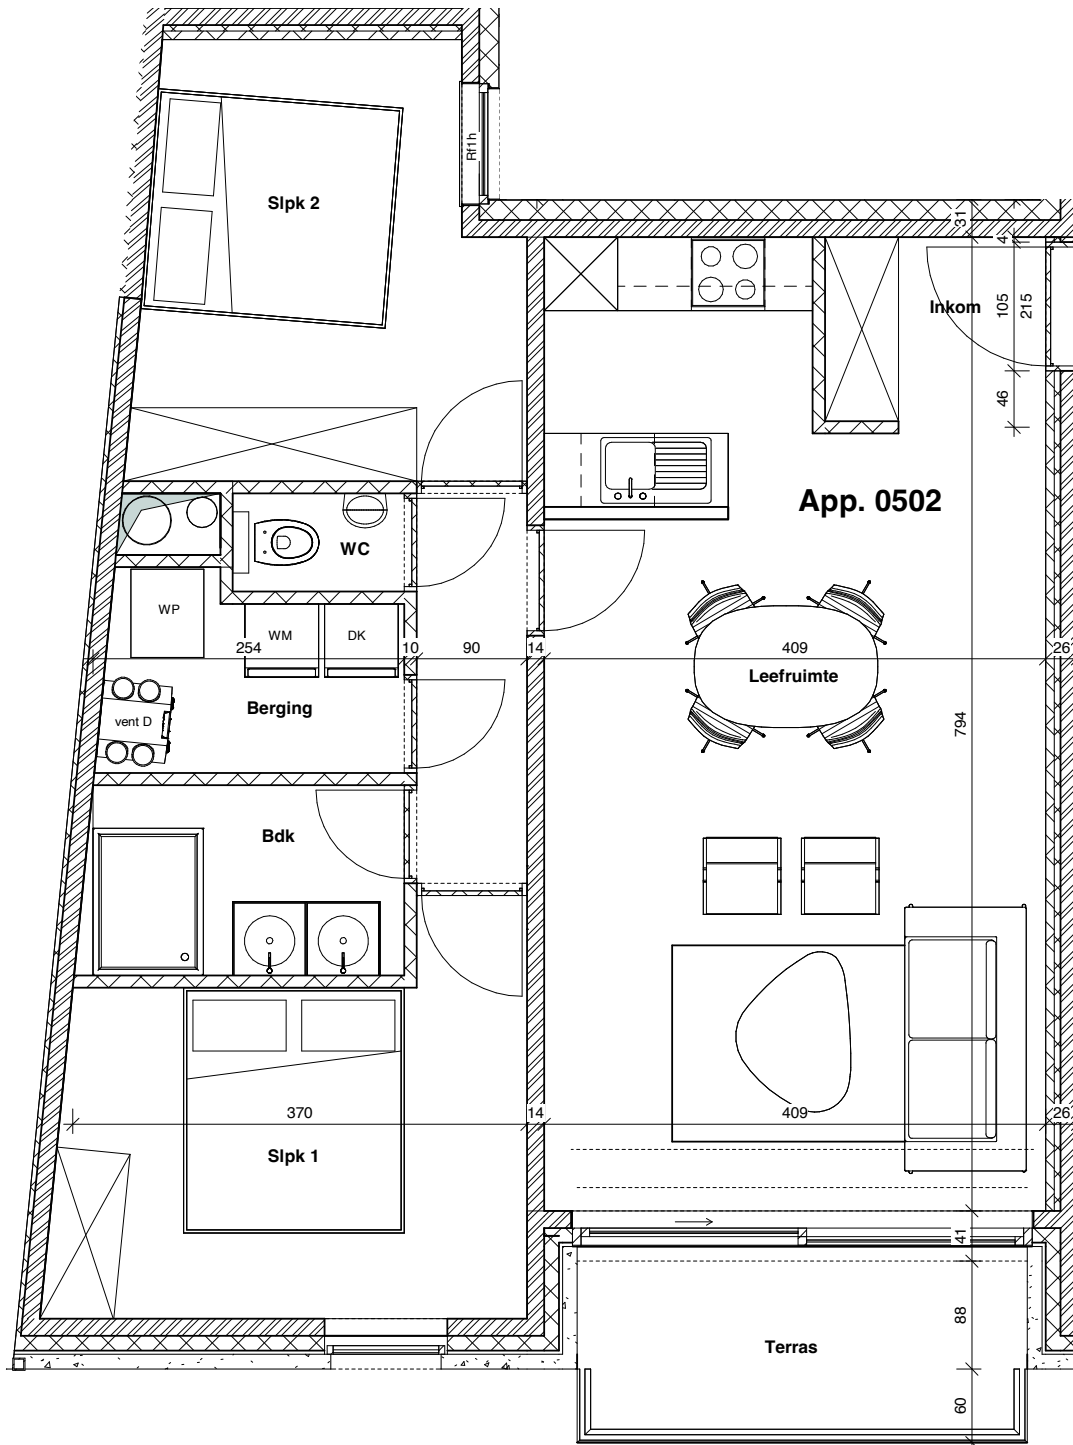 Rf1h
Slpk 2
31
4
Inkom
105
215
46
App. 0502
WC
WP
WM
DK
254
10
90
14
409
26
Leefruimte
Berging
vent D
794
Bdk
370
14
409
26
Slpk 1
41
88
Terras
60